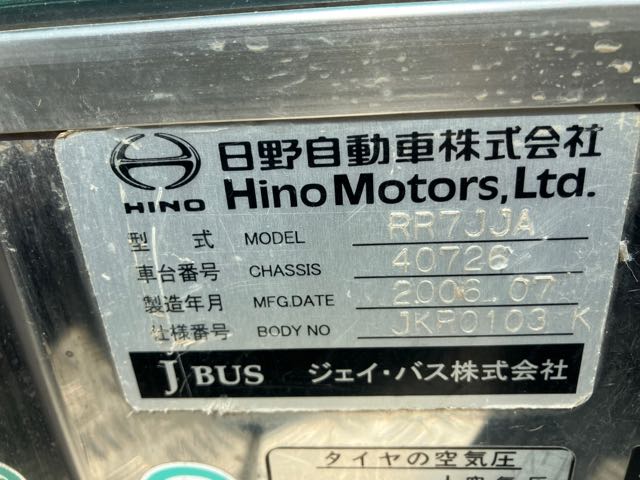 日野自動車株式会社
HINO Hino Motors, Ltd.
型 式 MODEL RR7JJA
車台番号 CHASSIS 40726
製造年月 MFG.DATE 2006.07
仕様番号 BODY NO JKR0103 K
J BUS ジェイ・バス株式会社
タイヤの空気圧